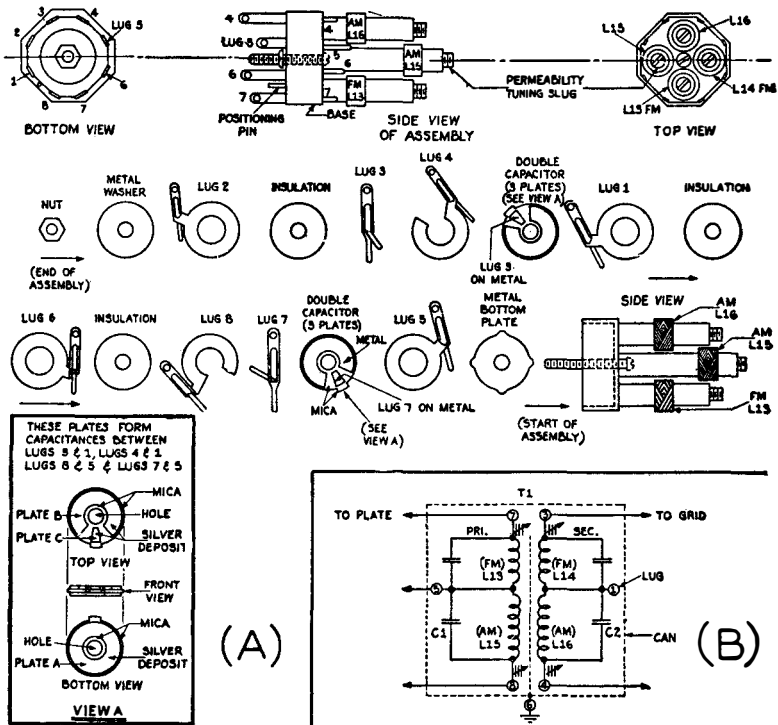 3
4
LUG 5
2
1
6
8
7
BOTTOM VIEW
4
LUG 5
6
7
4
5
6
7
AM
L16
AM
L15
FM
L13
POSITIONING
PIN
BASE
SIDE VIEW
OF ASSEMBLY
PERMEABILITY
TUNING SLUG
L15
L16
L13 FM
L14 FM
TOP VIEW
NUT
METAL
WASHER
LUG 2
INSULATION
LUG 3
LUG 4
DOUBLE
CAPACITOR
(3 PLATES)
(SEE VIEW A)
LUG 1
INSULATION
LUG 3
ON METAL
(END OF
ASSEMBLY)
LUG 6
INSULATION
LUG 8
LUG 7
DOUBLE
CAPACITOR
(3 PLATES)
METAL
MICA
LUG 7 ON METAL
(SEE
VIEW A)
LUG 5
METAL
BOTTOM
PLATE
(START OF
ASSEMBLY)
SIDE VIEW
AM
L16
AM
L15
FM
L13
THESE PLATES FORM
CAPACITANCES BETWEEN
LUGS 3 & 1, LUGS 4 & 1
LUGS 8 & 5 & LUGS 7 & 5
MICA
PLATE B
HOLE
PLATE C
SILVER
DEPOSIT
TOP VIEW
FRONT
VIEW
MICA
HOLE
SILVER
DEPOSIT
PLATE A
BOTTOM VIEW
VIEW A
(A)
T1
TO PLATE
7
3
TO GRID
PRI.
SEC.
(FM)
L13
(FM)
L14
5
1
LUG
C1
(AM)
L15
(AM)
L16
C2
CAN
8
4
6
(B)